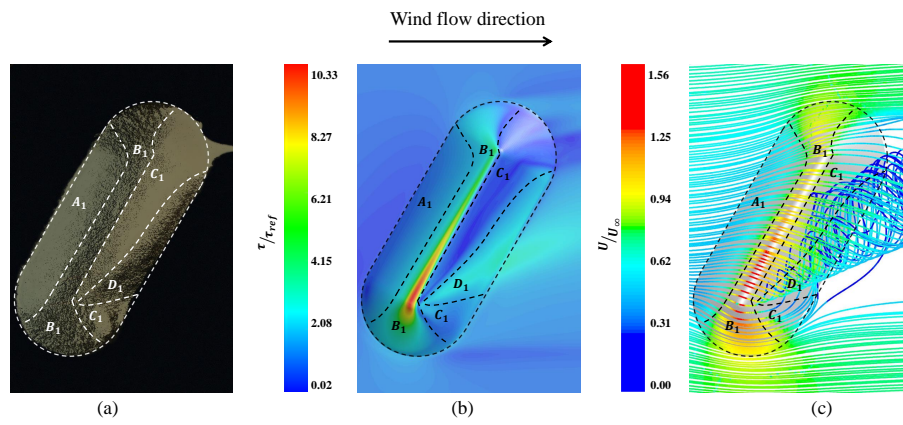 Wind flow direction
A1
B1
C1
D1
B1
C1
10.33
8.27
6.21
4.15
2.08
0.02
τ/τref
A1
B1
C1
D1
B1
C1
1.56
1.25
0.94
0.62
0.31
0.00
U/U∞
A1
B1
C1
D1
B1
C1
(a)
(b)
(c)